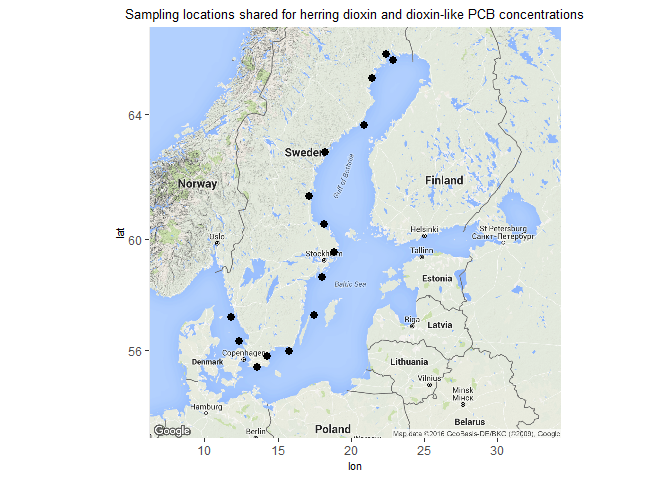 Sampling locations shared for herring dioxin and dioxin-like PCB concentrations
64
60
56
lat
10
15
20
25
30
lon
Sweden
Gulf of Bothnia
Norway
Finland
Oslo
Helsinki
St Petersburg
Санкт-Петербург
Stockholm
Tallinn
Baltic Sea
Estonia
Riga
Latvia
Copenhagen
Denmark
Lithuania
Vilnius
Minsk
Мінск
Hamburg
Belarus
Berlin
Poland
Google
Map data ©2016 GeoBasis-DE/BKG (©2009), Google